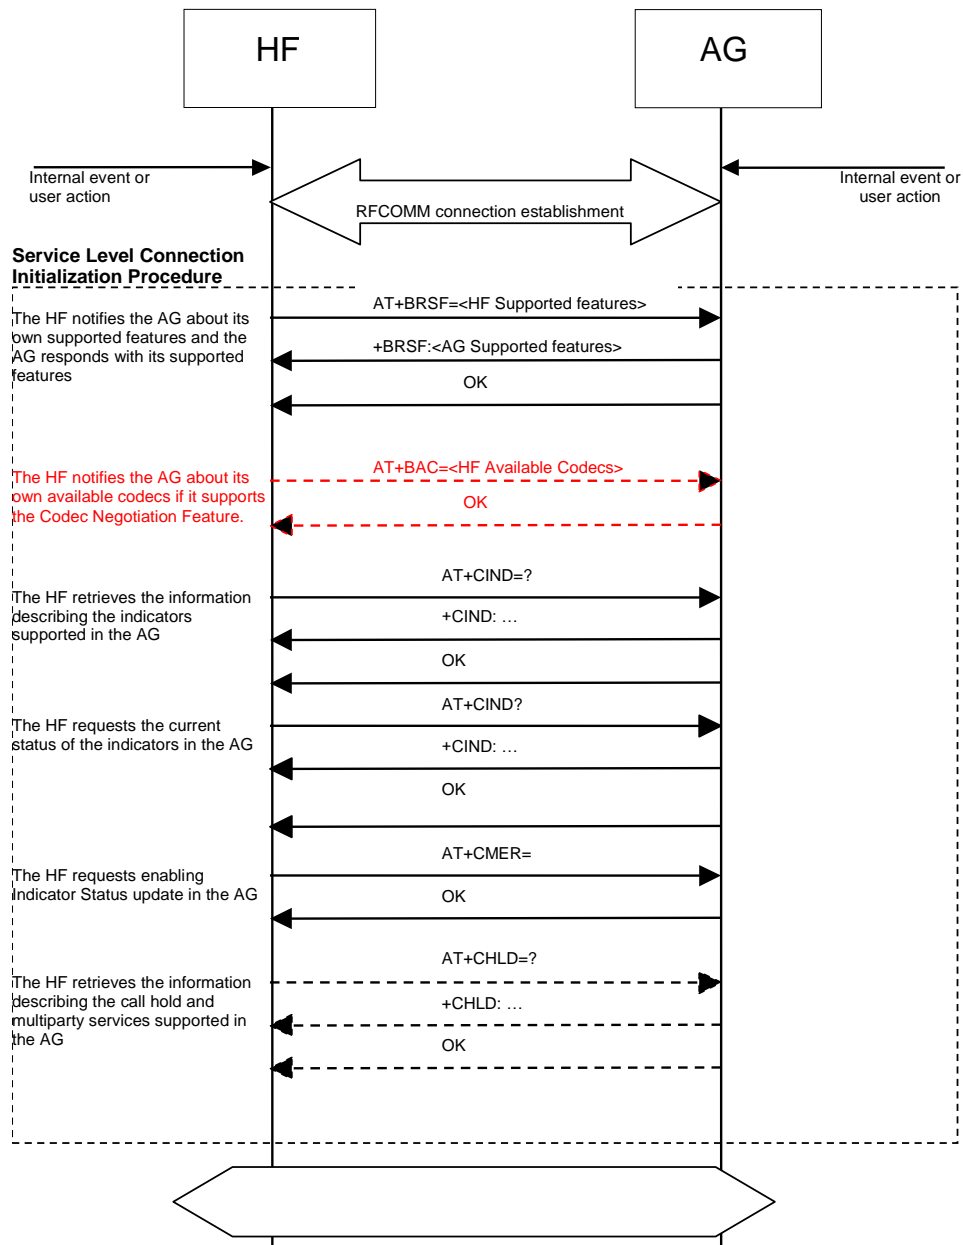 HF
AG
Internal event or
user action
Internal event or
user action
RFCOMM connection establishment
Service Level Connection
Initialization Procedure
AT+BRSF=<HF Supported features>
The HF notifies the AG about its
own supported features and the
AG responds with its supported
features
+BRSF:<AG Supported features>
OK
AT+BAC=<HF Available Codecs>
The HF notifies the AG about its
own available codecs if it supports
the Codec Negotiation Feature.
OK
AT+CIND=?
The HF retrieves the information
describing the indicators
supported in the AG
+CIND: …
OK
AT+CIND?
The HF requests the current
status of the indicators in the AG
+CIND: …
OK
AT+CMER=
The HF requests enabling
Indicator Status update in the AG
OK
AT+CHLD=?
The HF retrieves the information
describing the call hold and
multiparty services supported in
the AG
+CHLD: …
OK